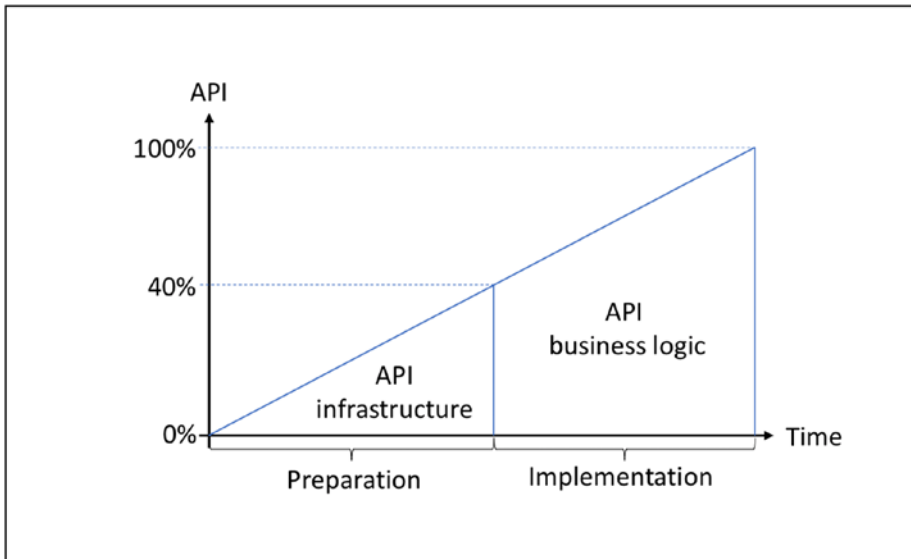 API
100%
40%
API
business logic
API
infrastructure
0%
Time
Preparation
Implementation